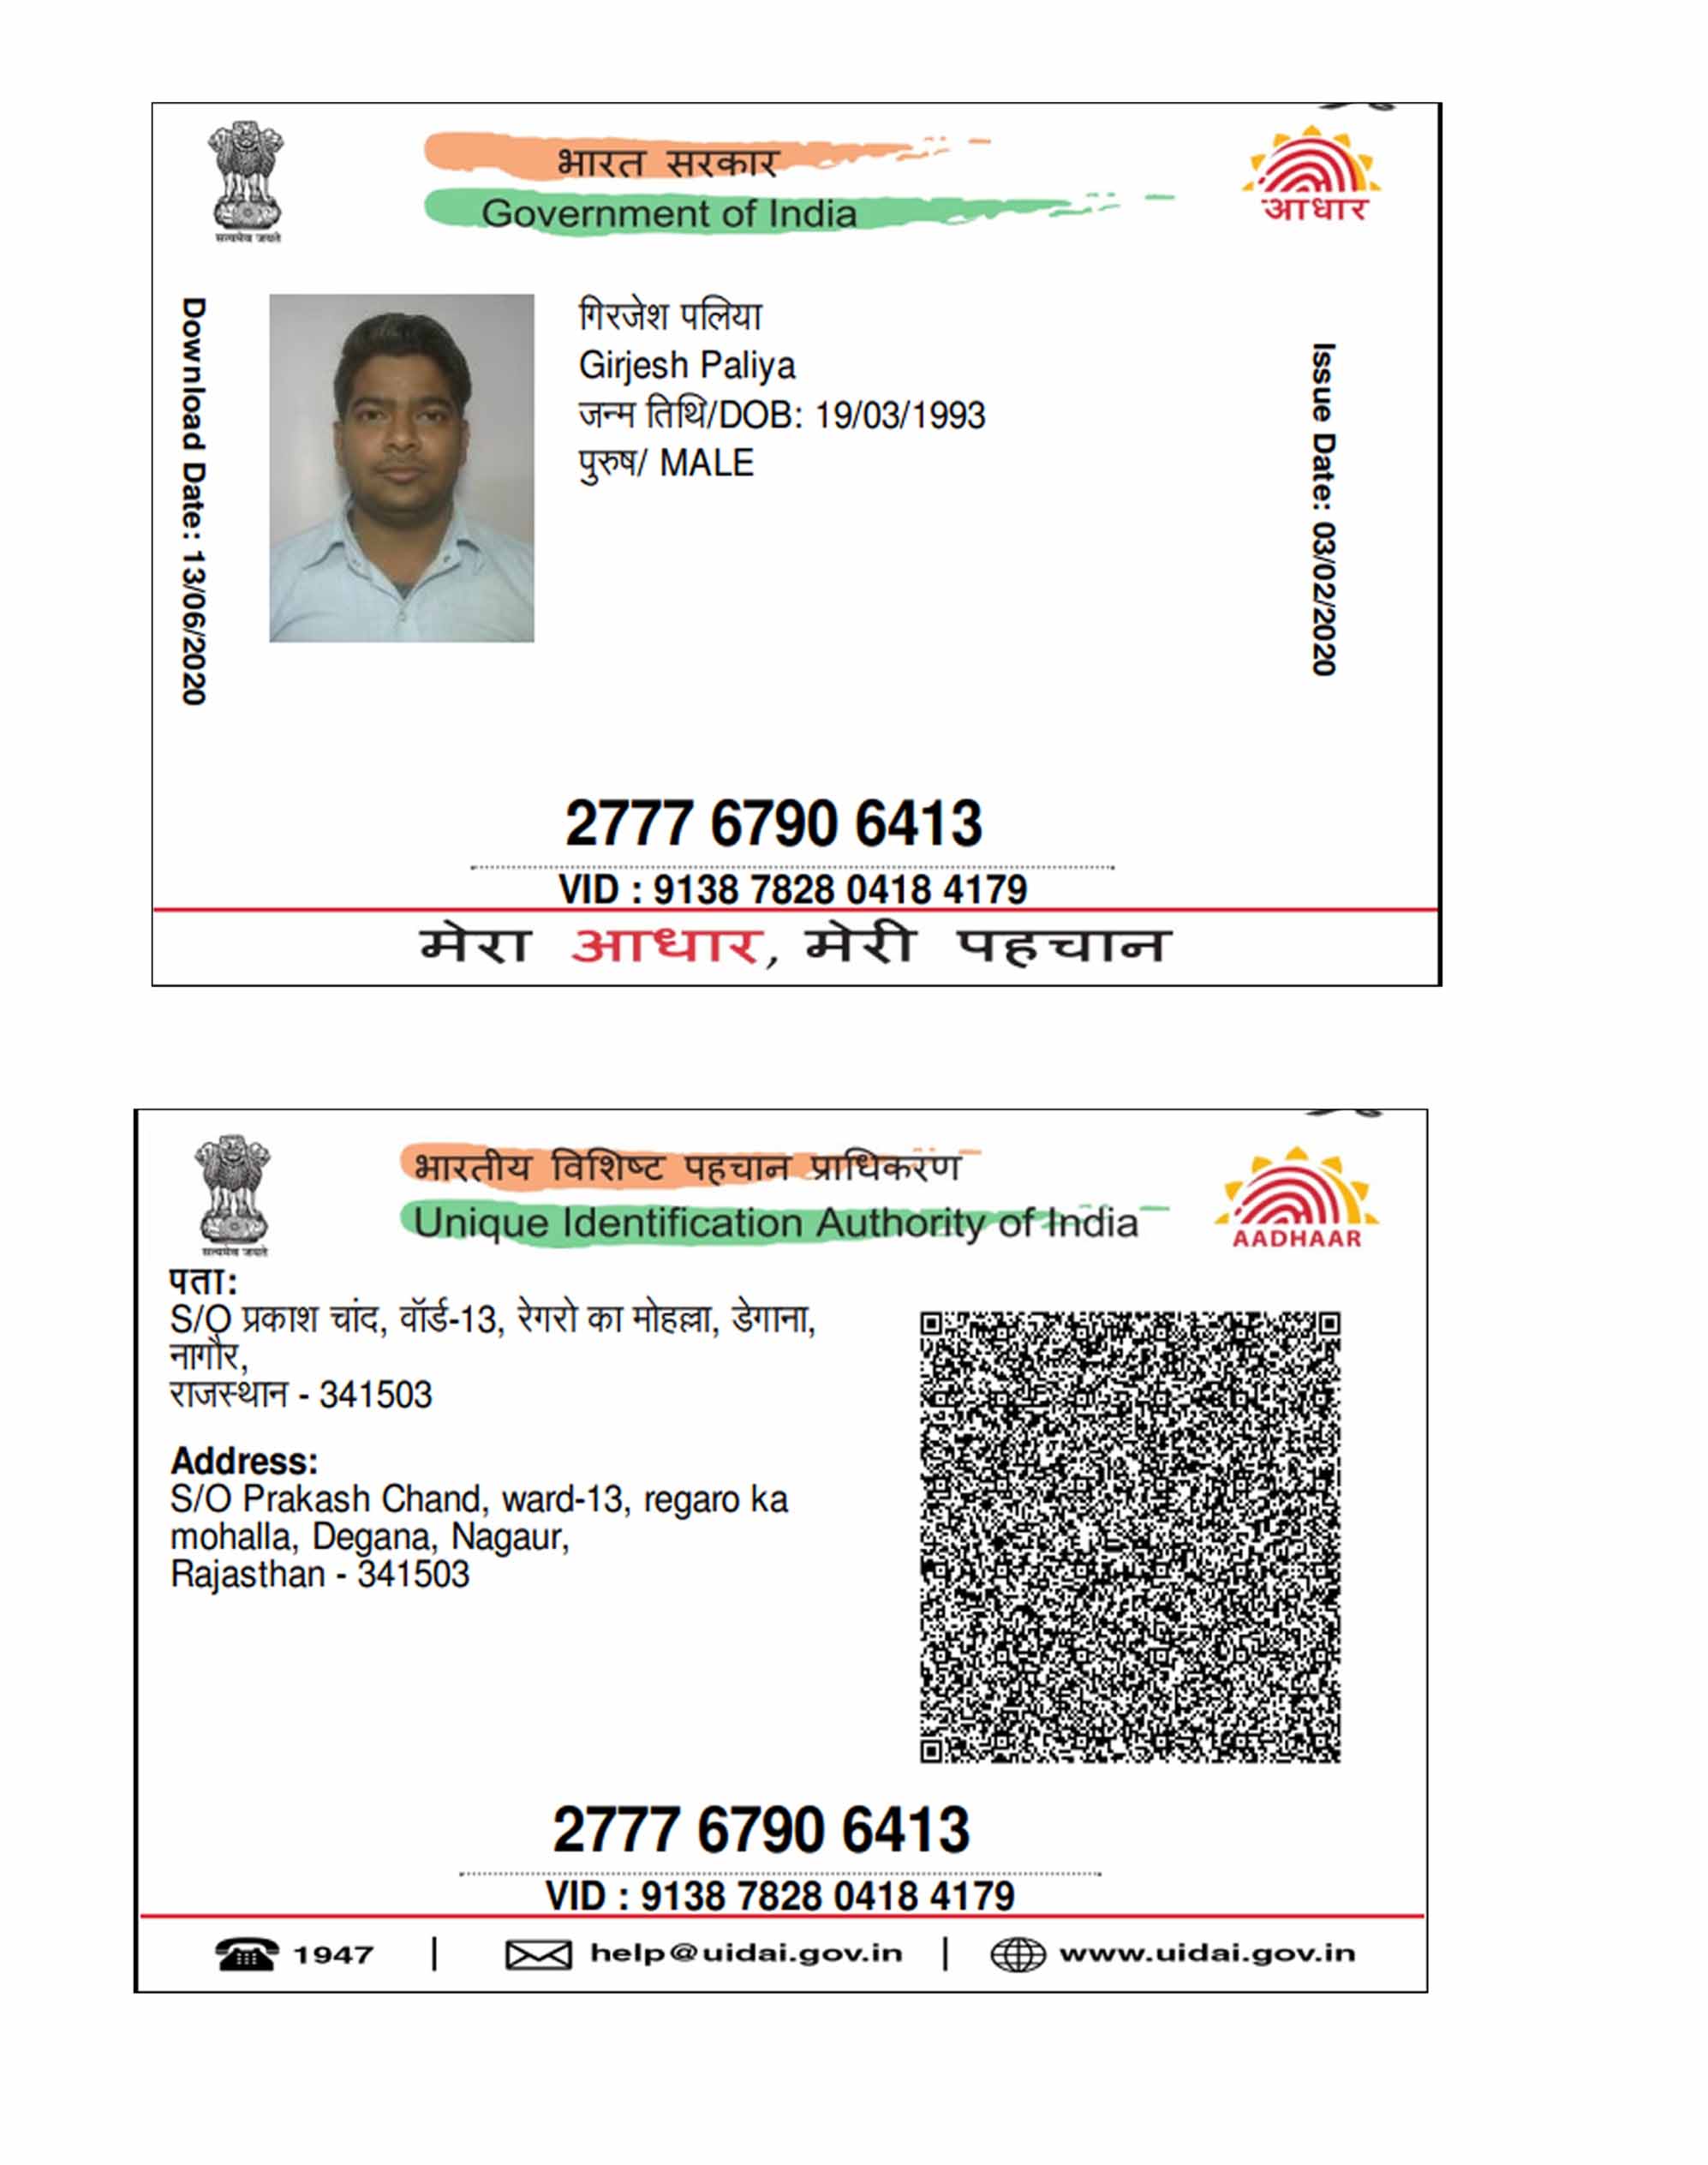 भारत सरकार
Government of India
आधार
सत्यमेव जयते
Download Date: 13/06/2020
गिरजेश पलिया
Girjesh Paliya
जन्म तिथि/DOB: 19/03/1993
पुरुष/ MALE
Issue Date: 03/02/2020
2777 6790 6413
VID : 9138 7828 0418 4179
मेरा आधार, मेरी पहचान
भारतीय विशिष्ट पहचान प्राधिकरण
Unique Identification Authority of India
AADHAAR
सत्यमेव जयते
पता:
S/O प्रकाश चांद, वॉर्ड-13, रेगरो का मोहल्ला, डेगाना,
नागौर,
राजस्थान - 341503
Address:
S/O Prakash Chand, ward-13, regaro ka
mohalla, Degana, Nagaur,
Rajasthan - 341503
2777 6790 6413
VID : 9138 7828 0418 4179
1947 | help@uidai.gov.in | www.uidai.gov.in